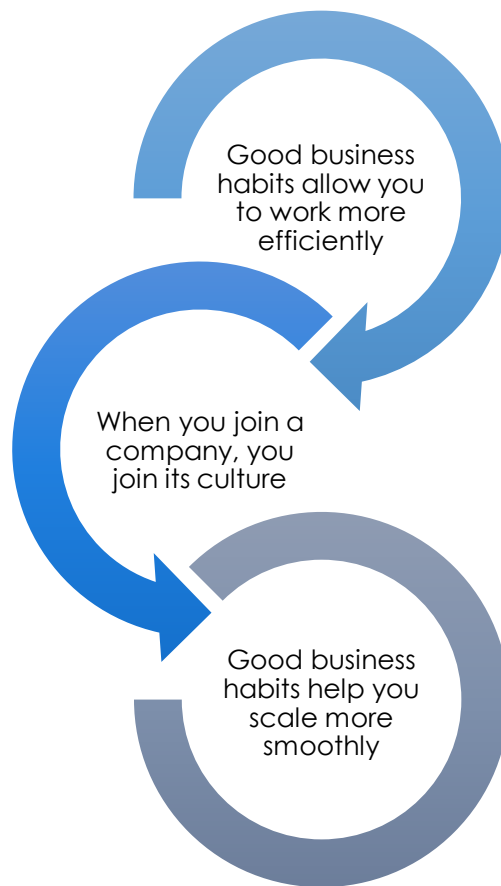 Good business
habits allow you
to work more
efficiently
When you join a
company, you
join its culture
Good business
habits help you
scale more
smoothly